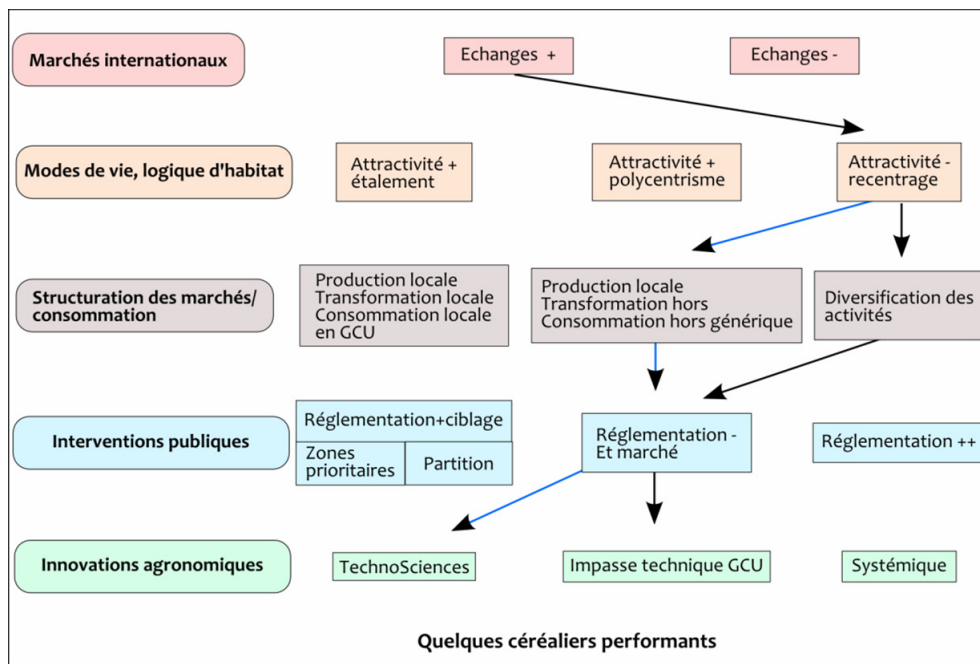 Marchés internationaux
Echanges +
Echanges -
Modes de vie, logique d'habitat
Attractivité +
étalement
Attractivité +
polycentrisme
Attractivité -
recentrage
Structuration des marchés/
consommation
Production locale
Transformation locale
Consommation locale
en GCU
Production locale
Transformation hors
Consommation hors générique
Diversification des
activités
Interventions publiques
Réglementation+ciblage
Zones
prioritaires
Partition
Réglementation -
Et marché
Réglementation ++
Innovations agronomiques
TechnoSciences
Impasse technique GCU
Systémique
Quelques céréaliers performants